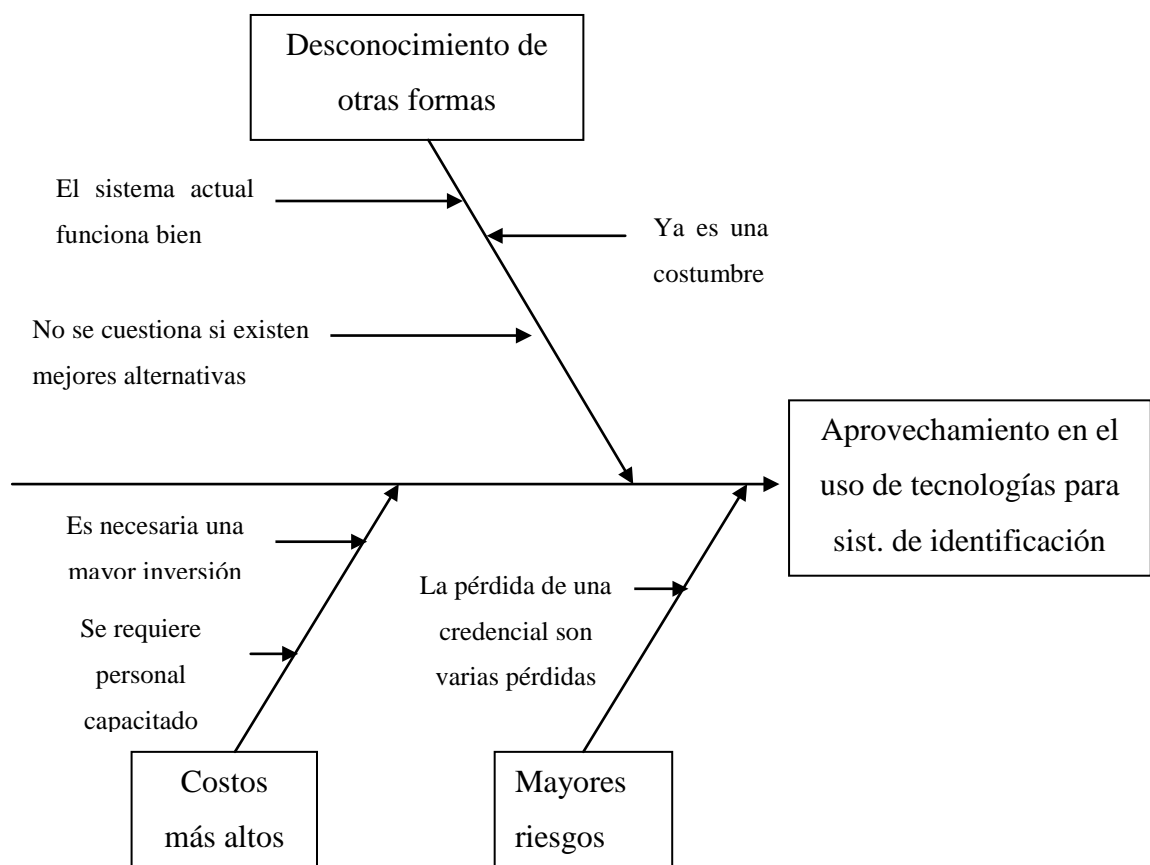 Desconocimiento de
otras formas
El sistema actual
funciona bien
Ya es una
costumbre
No se cuestiona si existen
mejores alternativas
Aprovechamiento en el
uso de tecnologías para
sist. de identificación
Es necesaria una
mayor inversión
Se requiere
personal
capacitado
La pérdida de una
credencial son
varias pérdidas
Costos
más altos
Mayores
riesgos